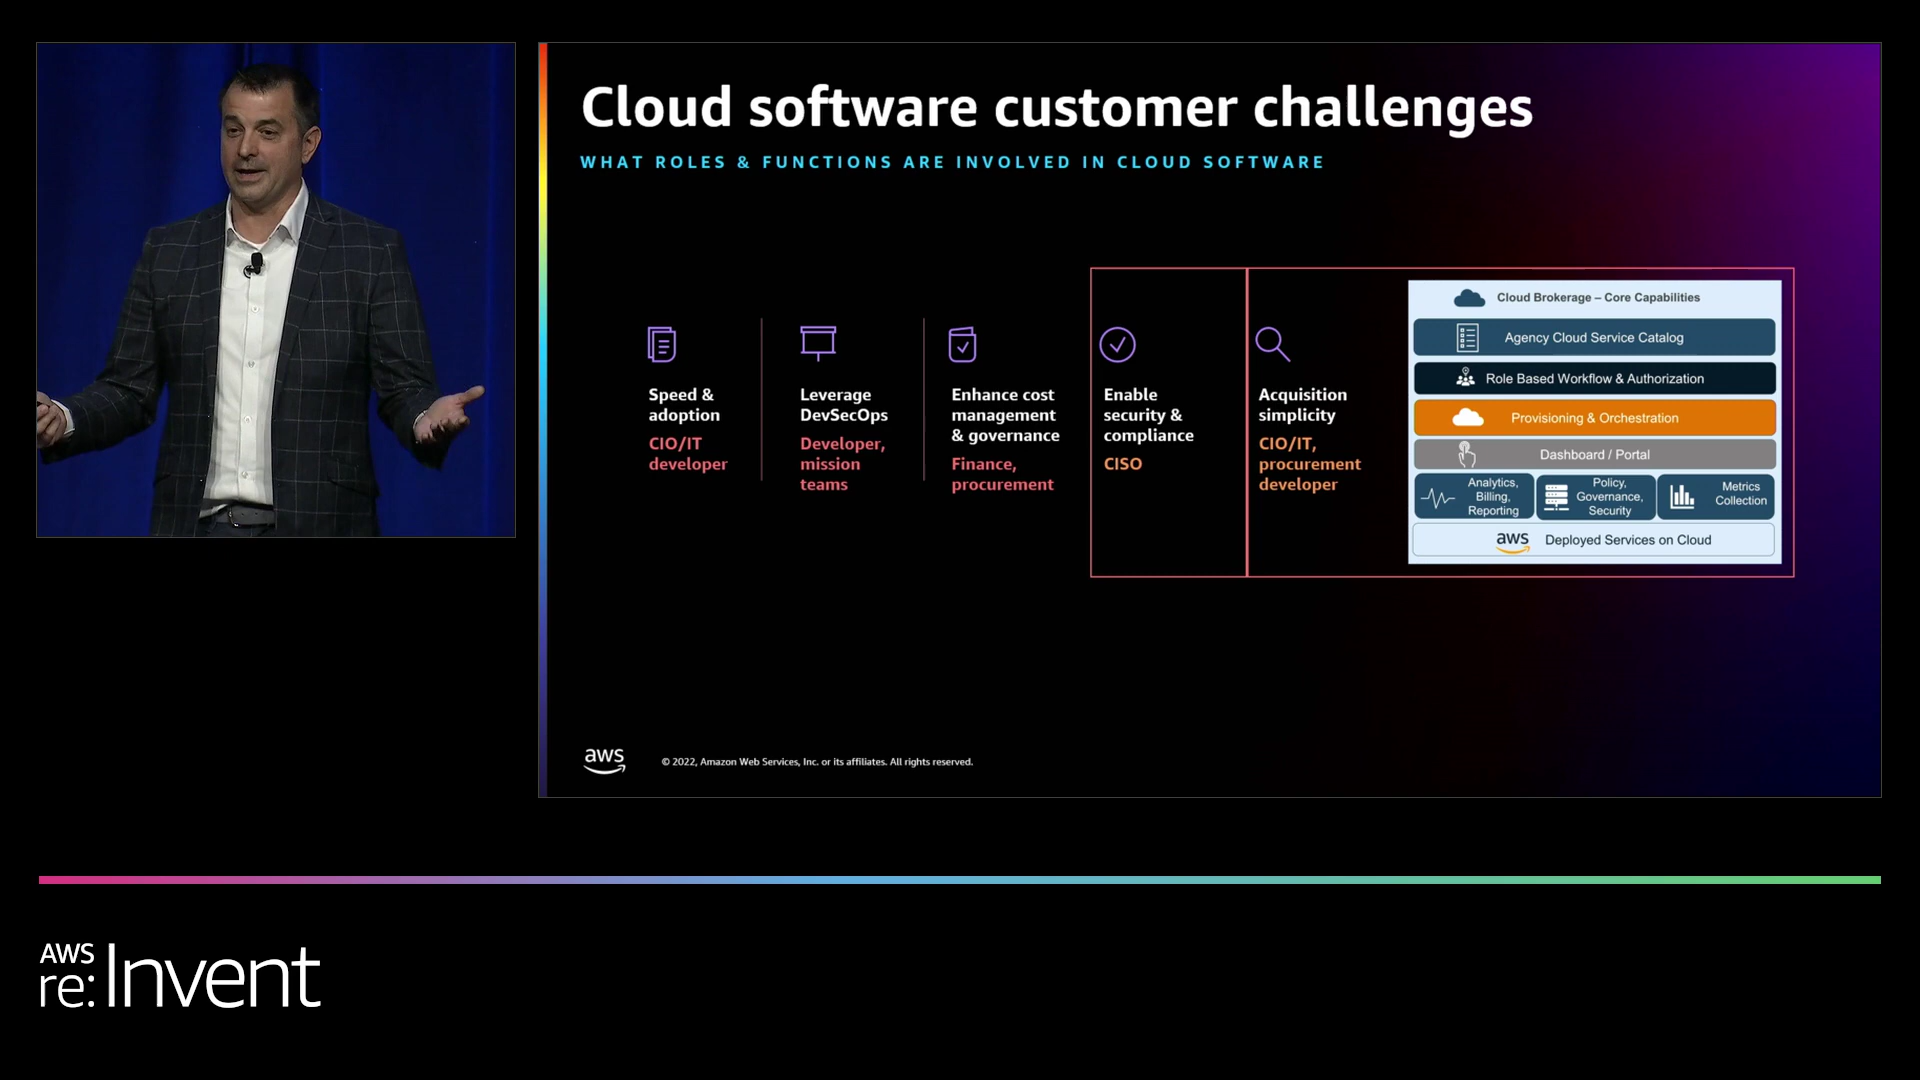 Cloud software customer challenges
WHAT ROLES & FUNCTIONS ARE INVOLVED IN CLOUD SOFTWARE
Speed &
adoption
CIO/IT
developer
Leverage
DevSecOps
Developer,
mission
teams
Enhance cost
management
& governance
Finance,
procurement
Enable
security &
compliance
CISO
Acquisition
simplicity
CIO/IT,
procurement
developer
Cloud Brokerage – Core Capabilities
Agency Cloud Service Catalog
Role Based Workflow & Authorization
Provisioning & Orchestration
Dashboard / Portal
Analytics,
Billing,
Reporting
Policy,
Governance,
Security
Metrics
Collection
aws Deployed Services on Cloud
aws
© 2022, Amazon Web Services, Inc. or its affiliates. All rights reserved.
AWS
re:Invent